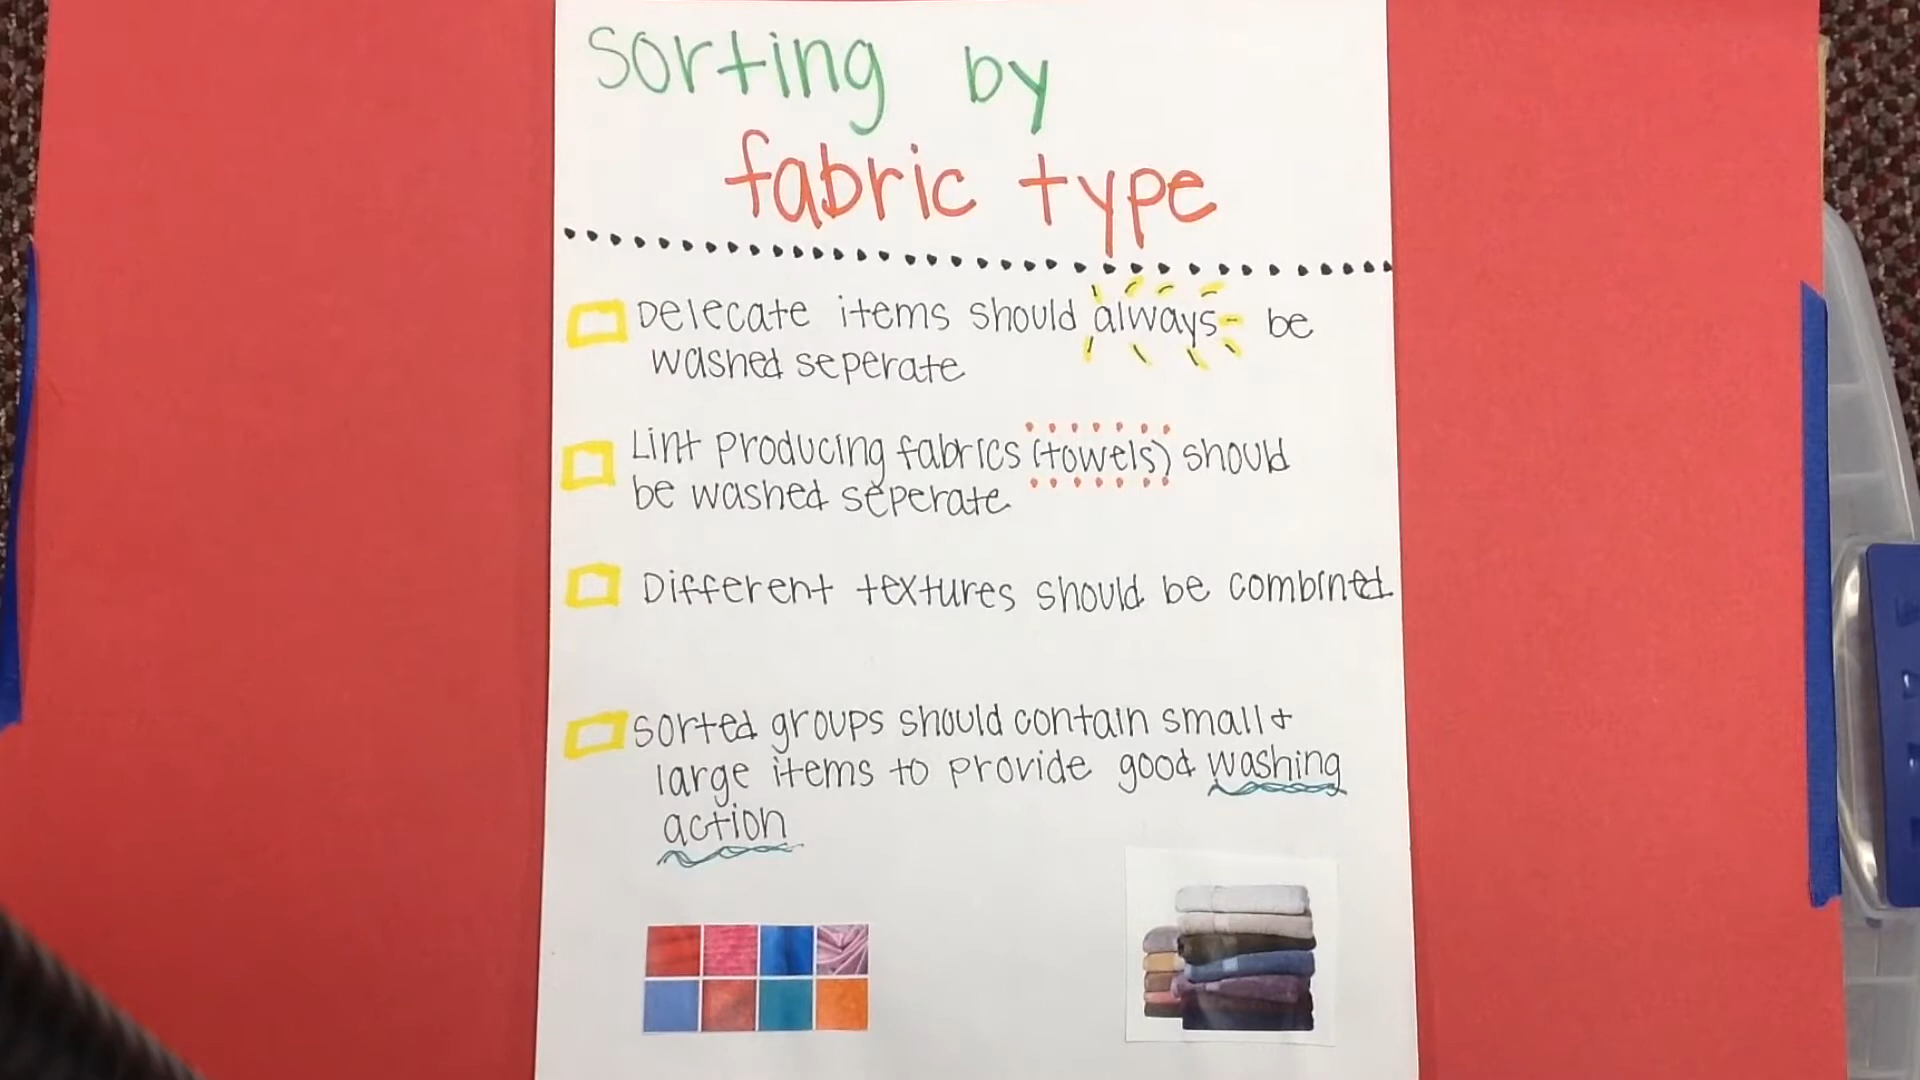 Sorting by
fabric type
Delecate items should always be
washed seperate
Lint producing fabrics (towels) should
be washed seperate
Different textures should be combined
sorted groups should contain small &
large items to provide good washing
action